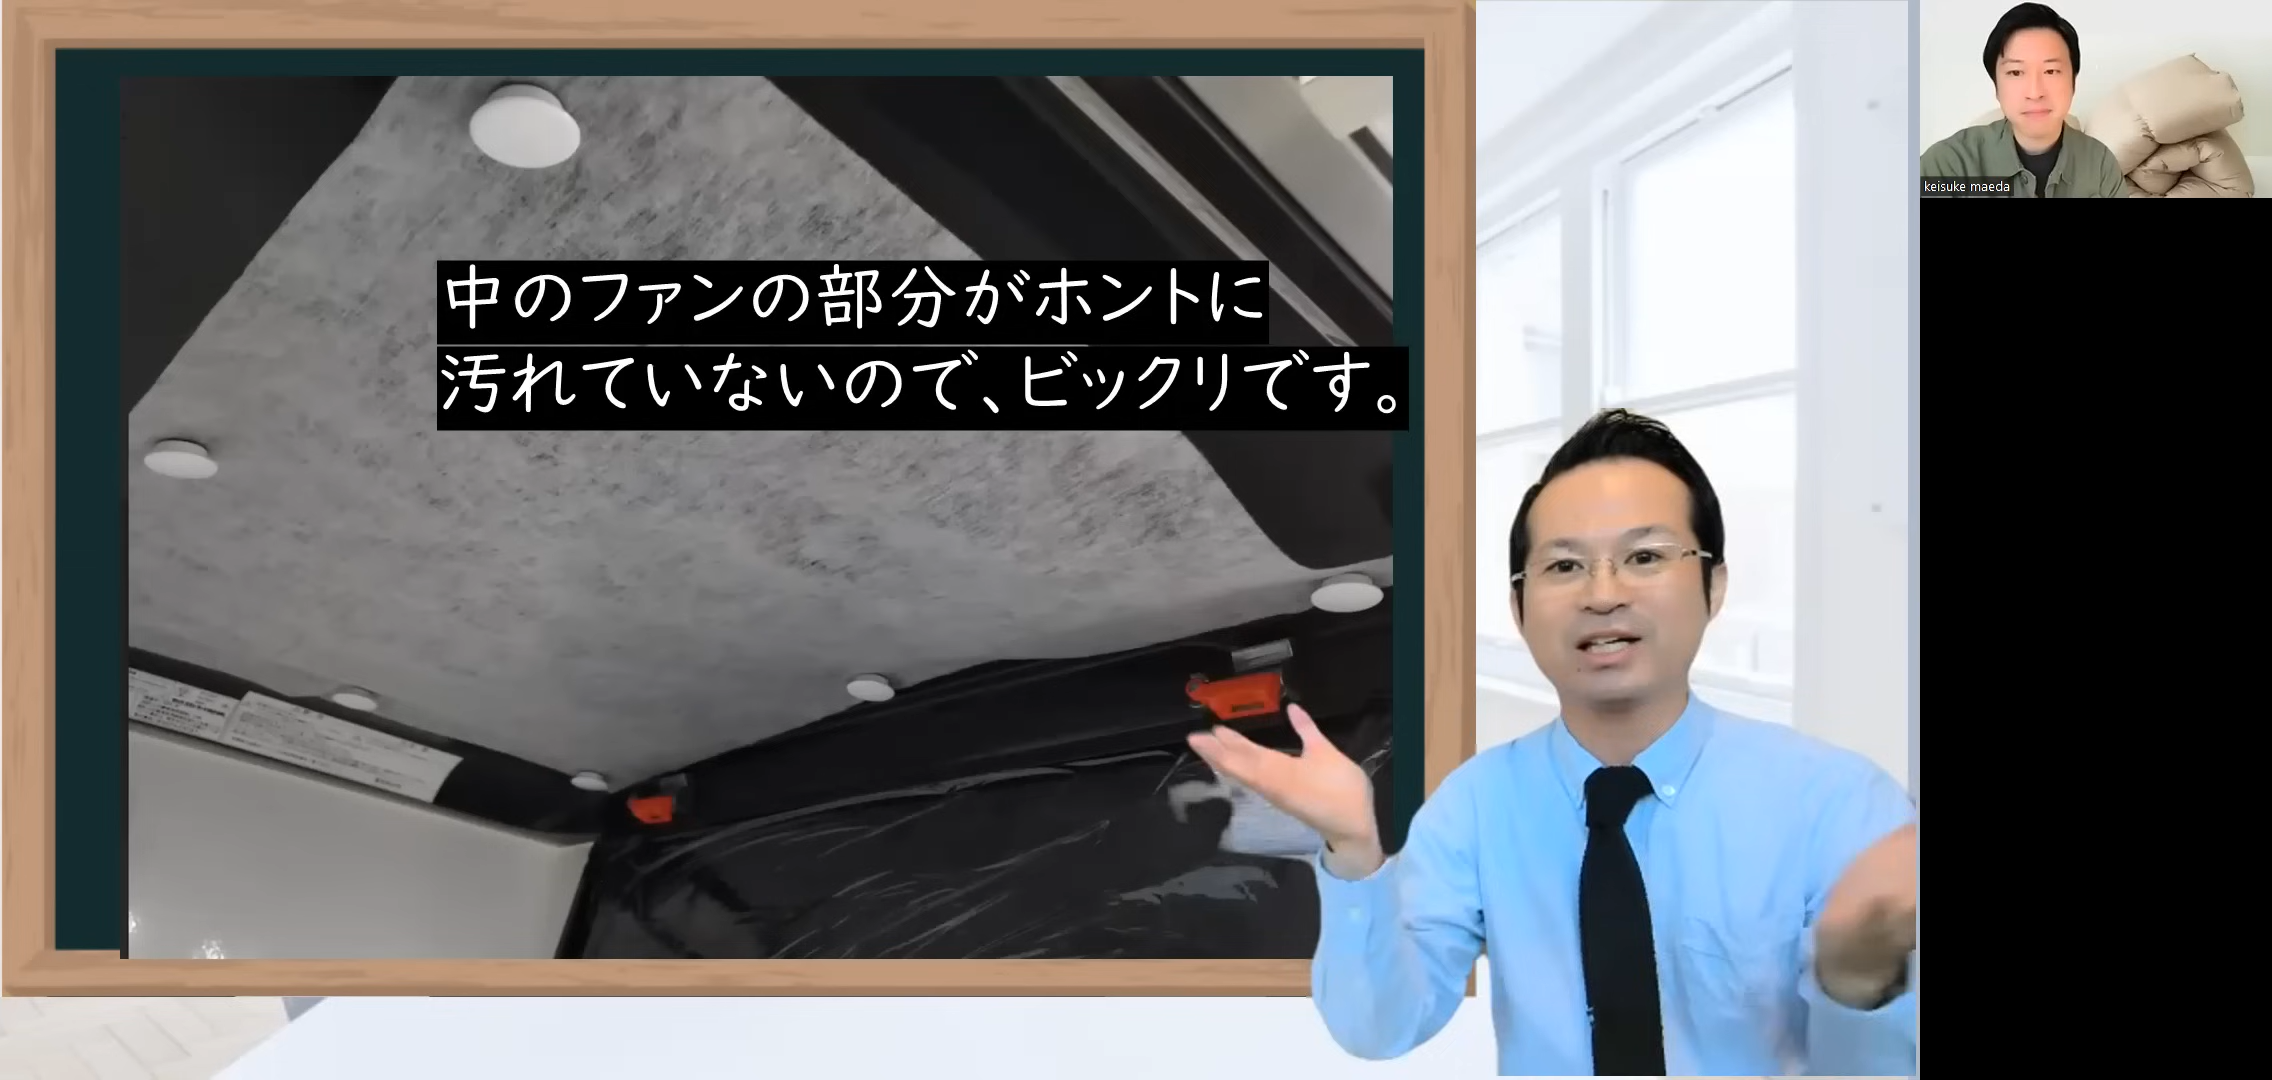 中のファンの部分がホントに
汚れていないので、ビックリです。
keisuke maeda